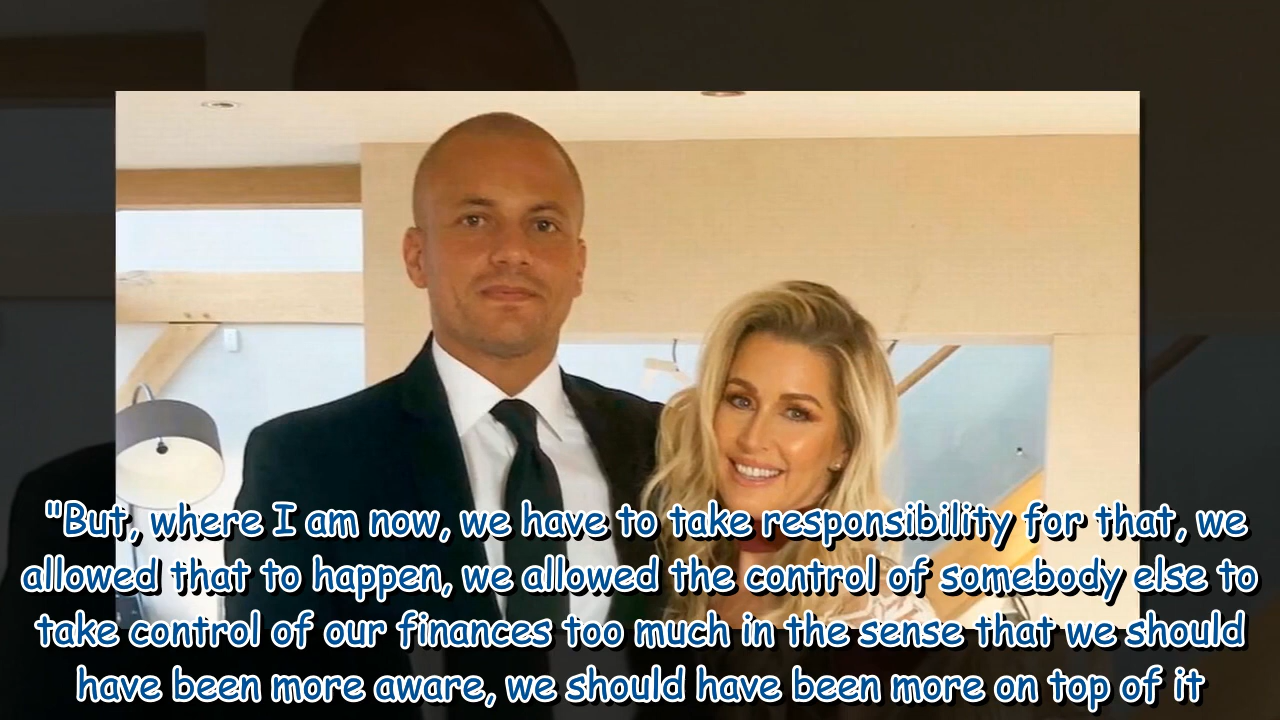 "But, where I am now, we have to take responsibility for that, we
allowed that to happen, we allowed the control of somebody else to
take control of our finances too much in the sense that we should
have been more aware, we should have been more on top of it